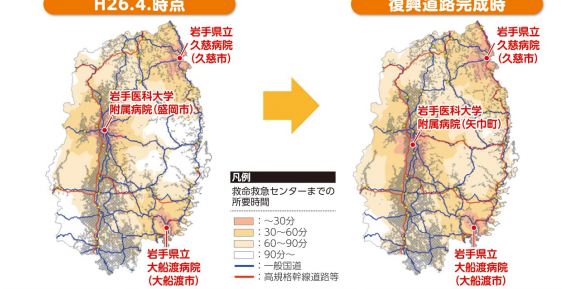 H26.4.時点
岩手県立
久慈病院
(久慈市)
岩手医科大学
附属病院(盛岡市)
岩手県立
大船渡病院
(大船渡市)
凡例
救命救急センターまでの
所要時間
:~30分
:30~60分
:60~90分
:90分~
:一般国道
:高規格幹線道路等
復興道路完成時
岩手県立
久慈病院
(久慈市)
岩手医科大学
附属病院(矢巾町)
岩手県立
大船渡病院
(大船渡市)